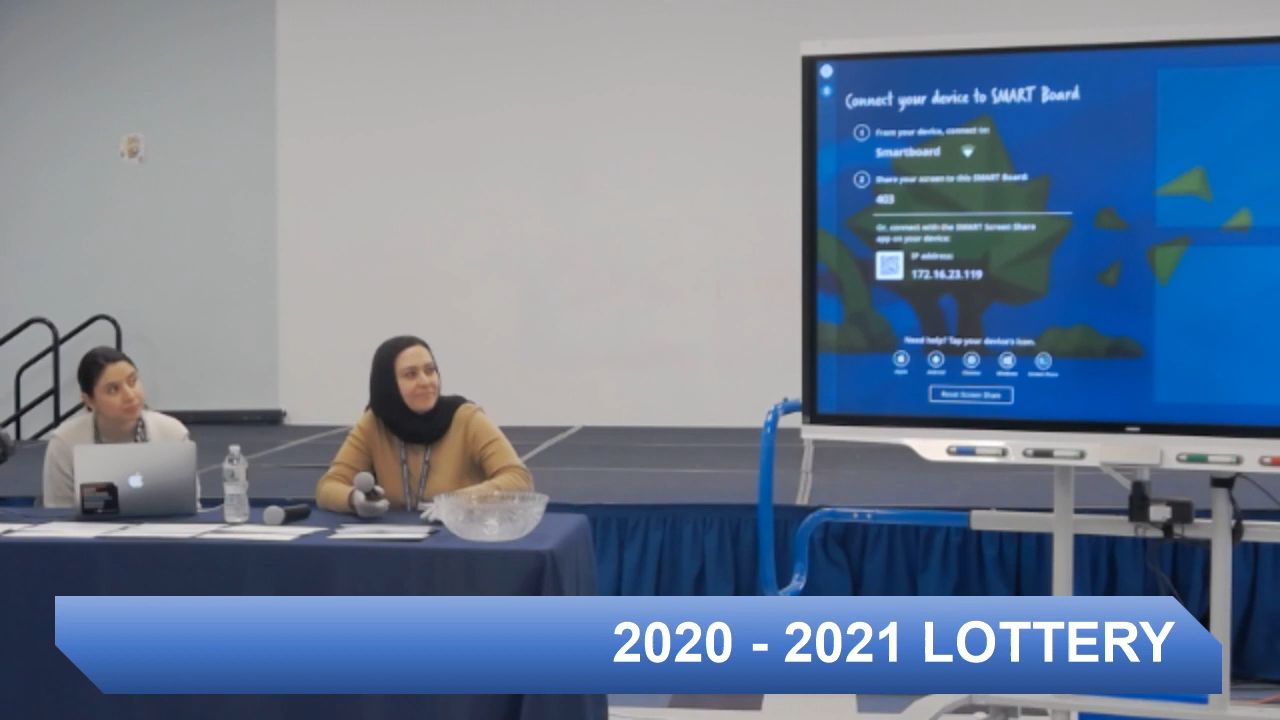 Connect your device to SMART Board
1 From your device, connect to:
Smartboard
2 Share your screen to this SMART Board
403
Or, connect with the SMART Screen Share
app on your device:
IP address:
172.16.23.119
Need help? Tap your device's icon.
Reset Screen Share
2020 - 2021 LOTTERY